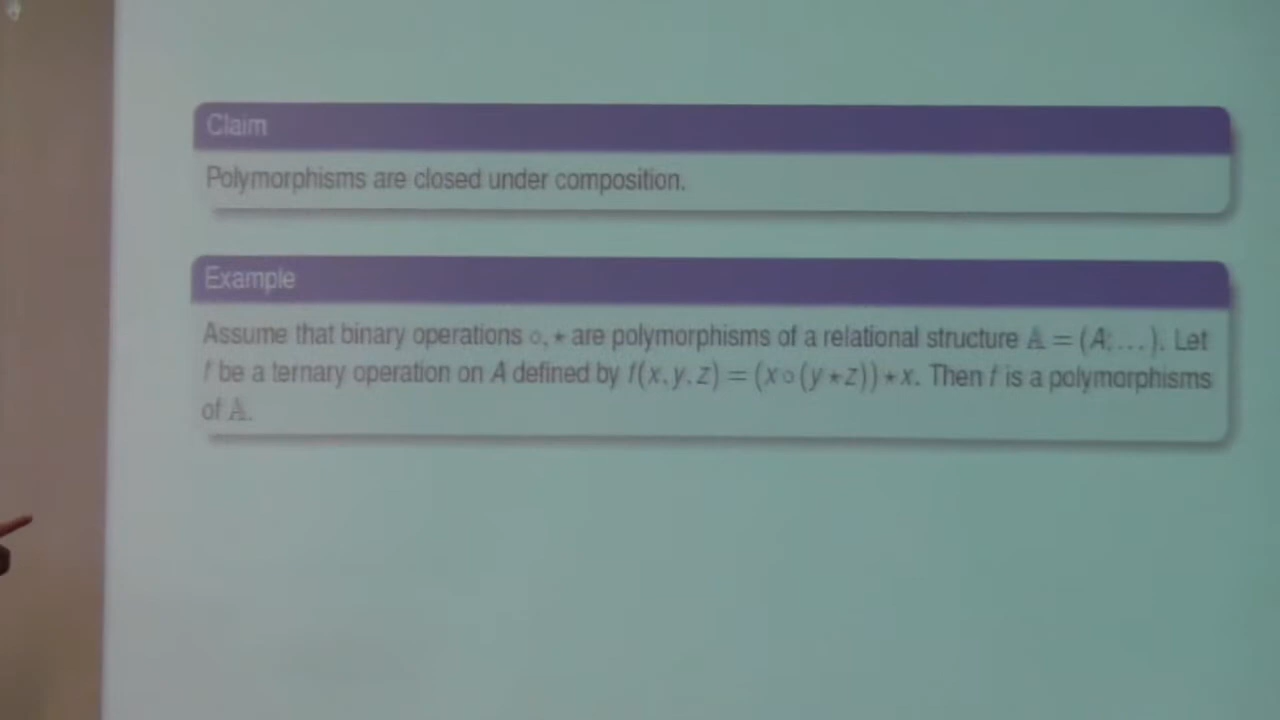 Claim
Polymorphisms are closed under composition.
Example
Assume that binary operations ∘, ⋆ are polymorphisms of a relational structure 𝔸 = (A; …). Let
f be a ternary operation on A defined by f(x, y, z) = (x ∘ (y ⋆ z)) ⋆ x. Then f is a polymorphisms
of 𝔸.